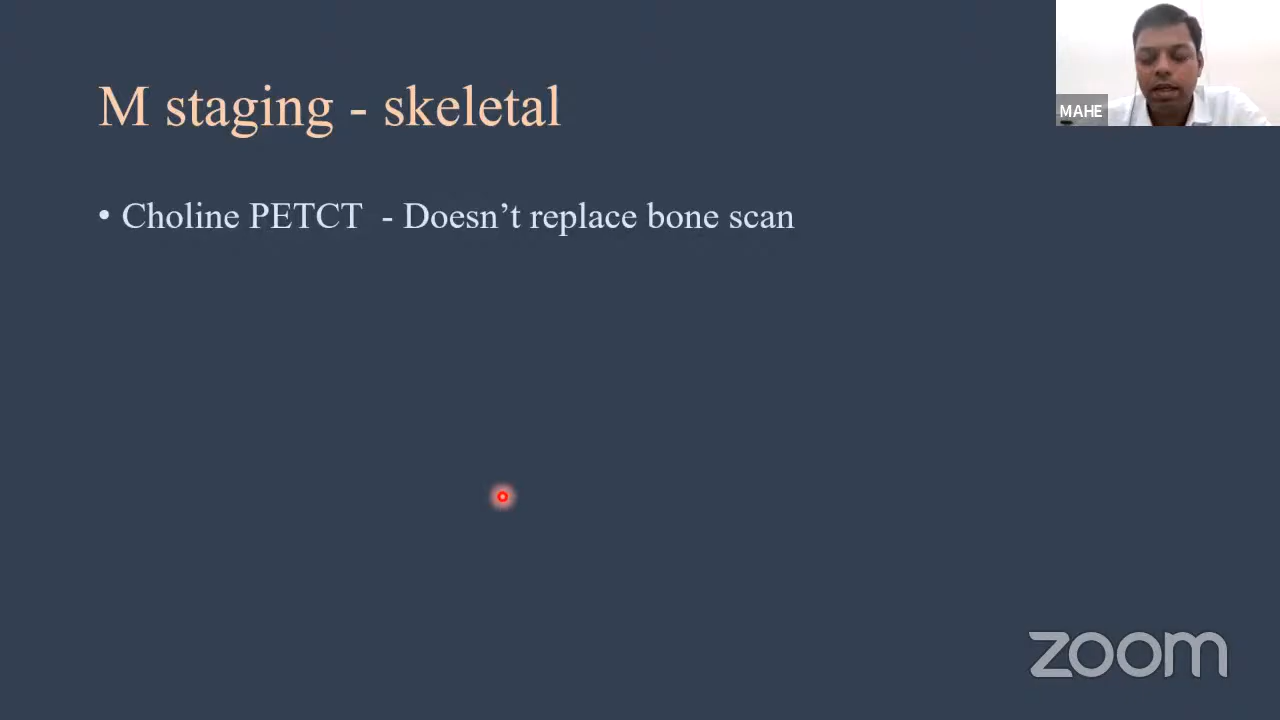 M staging - skeletal
MAHE
• Choline PETCT - Doesn’t replace bone scan
zoom